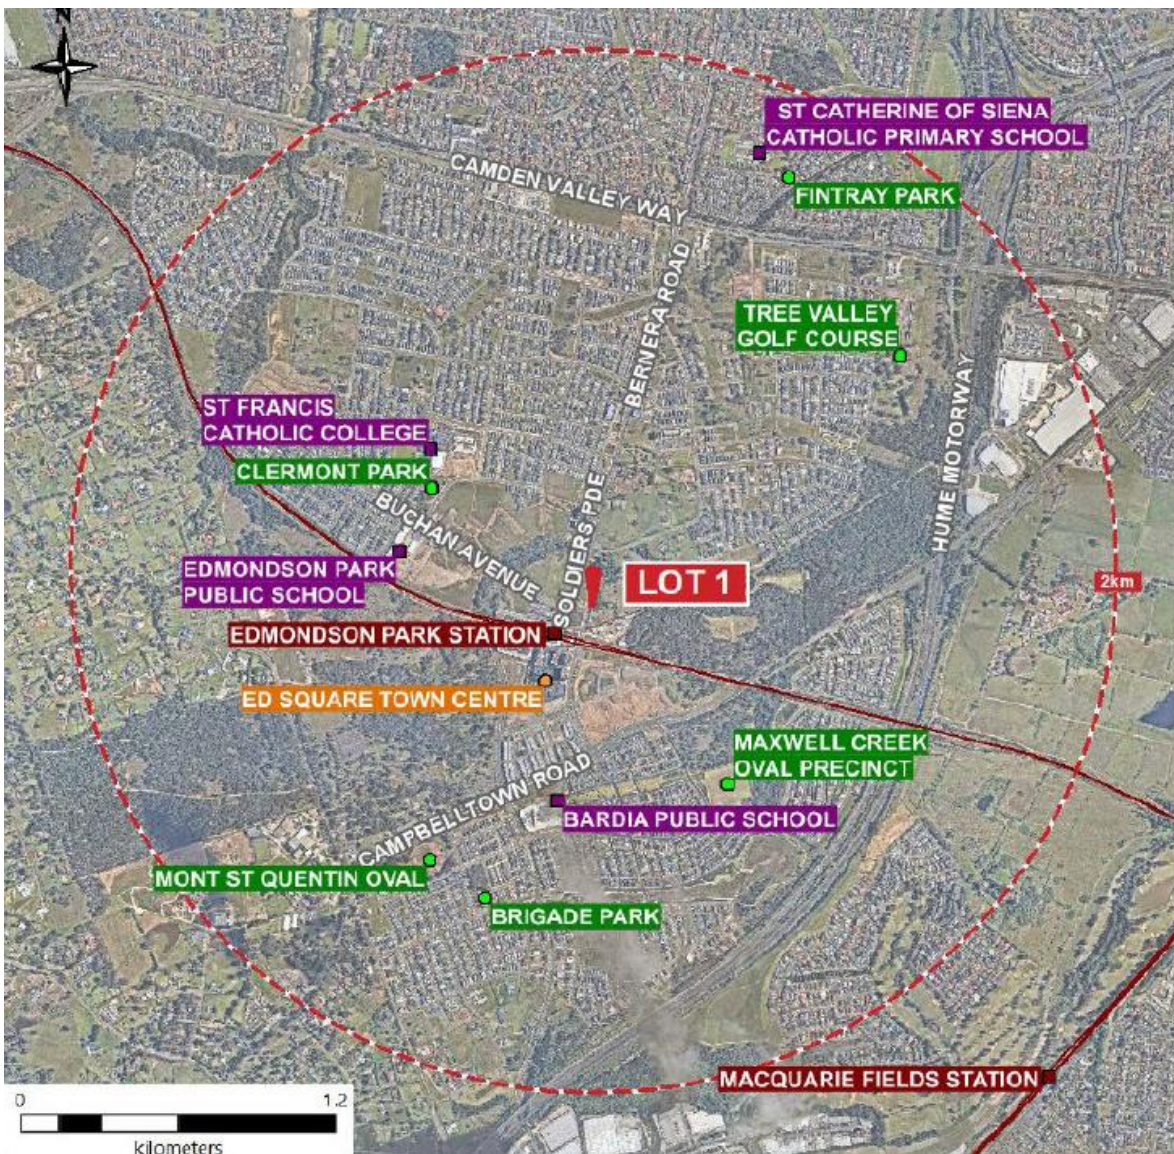 N
ST CATHERINE OF SIENA
CATHOLIC PRIMARY SCHOOL
FINTRAY PARK
CAMDEN VALLEY WAY
BERNERA ROAD
TREE VALLEY
GOLF COURSE
HUME MOTORWAY
ST FRANCIS
CATHOLIC COLLEGE
CLERMONT PARK
BUCHAN AVENUE
SOLDIERS PDE
EDMONDSON PARK
PUBLIC SCHOOL
LOT 1
2km
EDMONDSON PARK STATION
ED SQUARE TOWN CENTRE
MAXWELL CREEK
OVAL PRECINCT
CAMPBELLTOWN ROAD
BARDIA PUBLIC SCHOOL
MONT ST QUENTIN OVAL
BRIGADE PARK
MACQUARIE FIELDS STATION
0 1.2
kilometers